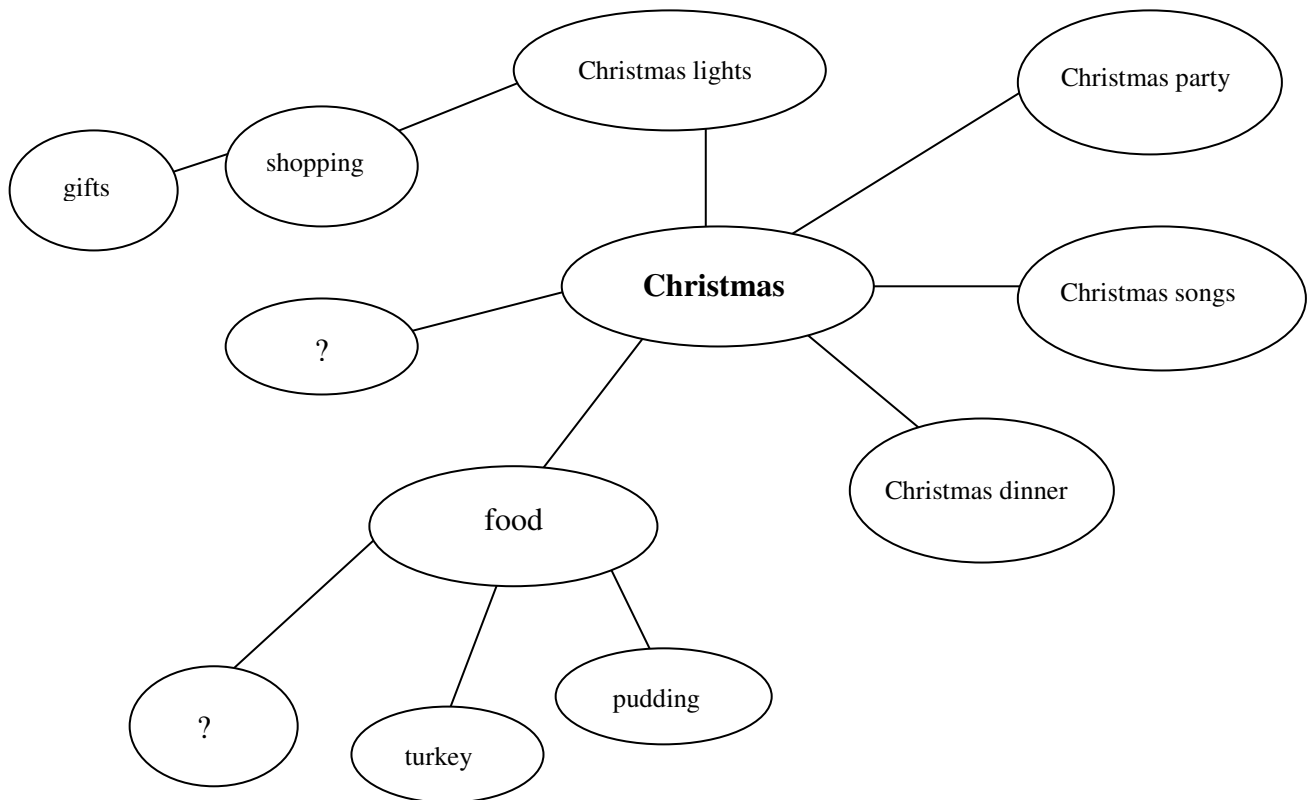 Christmas lights
Christmas party
shopping
gifts
Christmas
Christmas songs
?
Christmas dinner
food
pudding
?
turkey